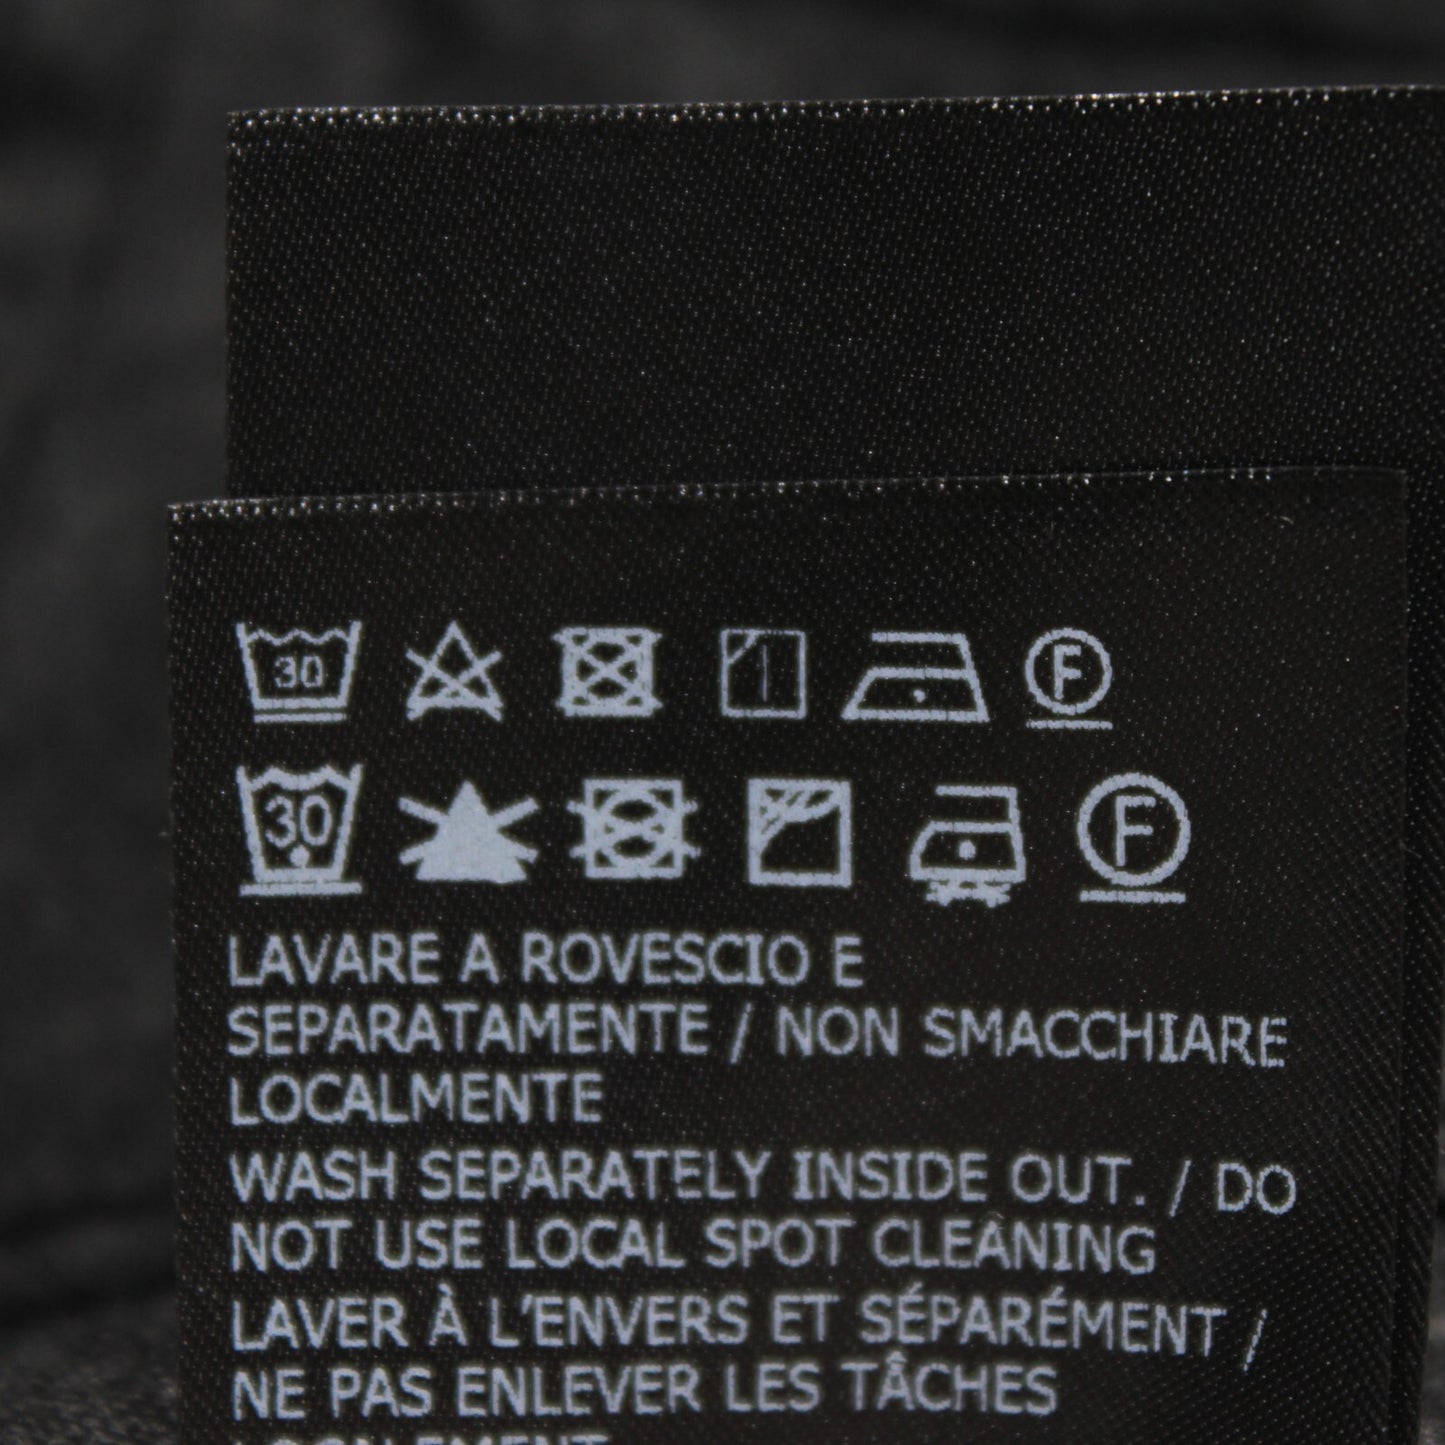 30 F
30 F
LAVARE A ROVESCIO E
SEPARATAMENTE / NON SMACCHIARE
LOCALMENTE
WASH SEPARATELY INSIDE OUT. / DO
NOT USE LOCAL SPOT CLEANING
LAVER À L'ENVERS ET SÉPARÉMENT /
NE PAS ENLEVER LES TÂCHES
LOCALEMENT